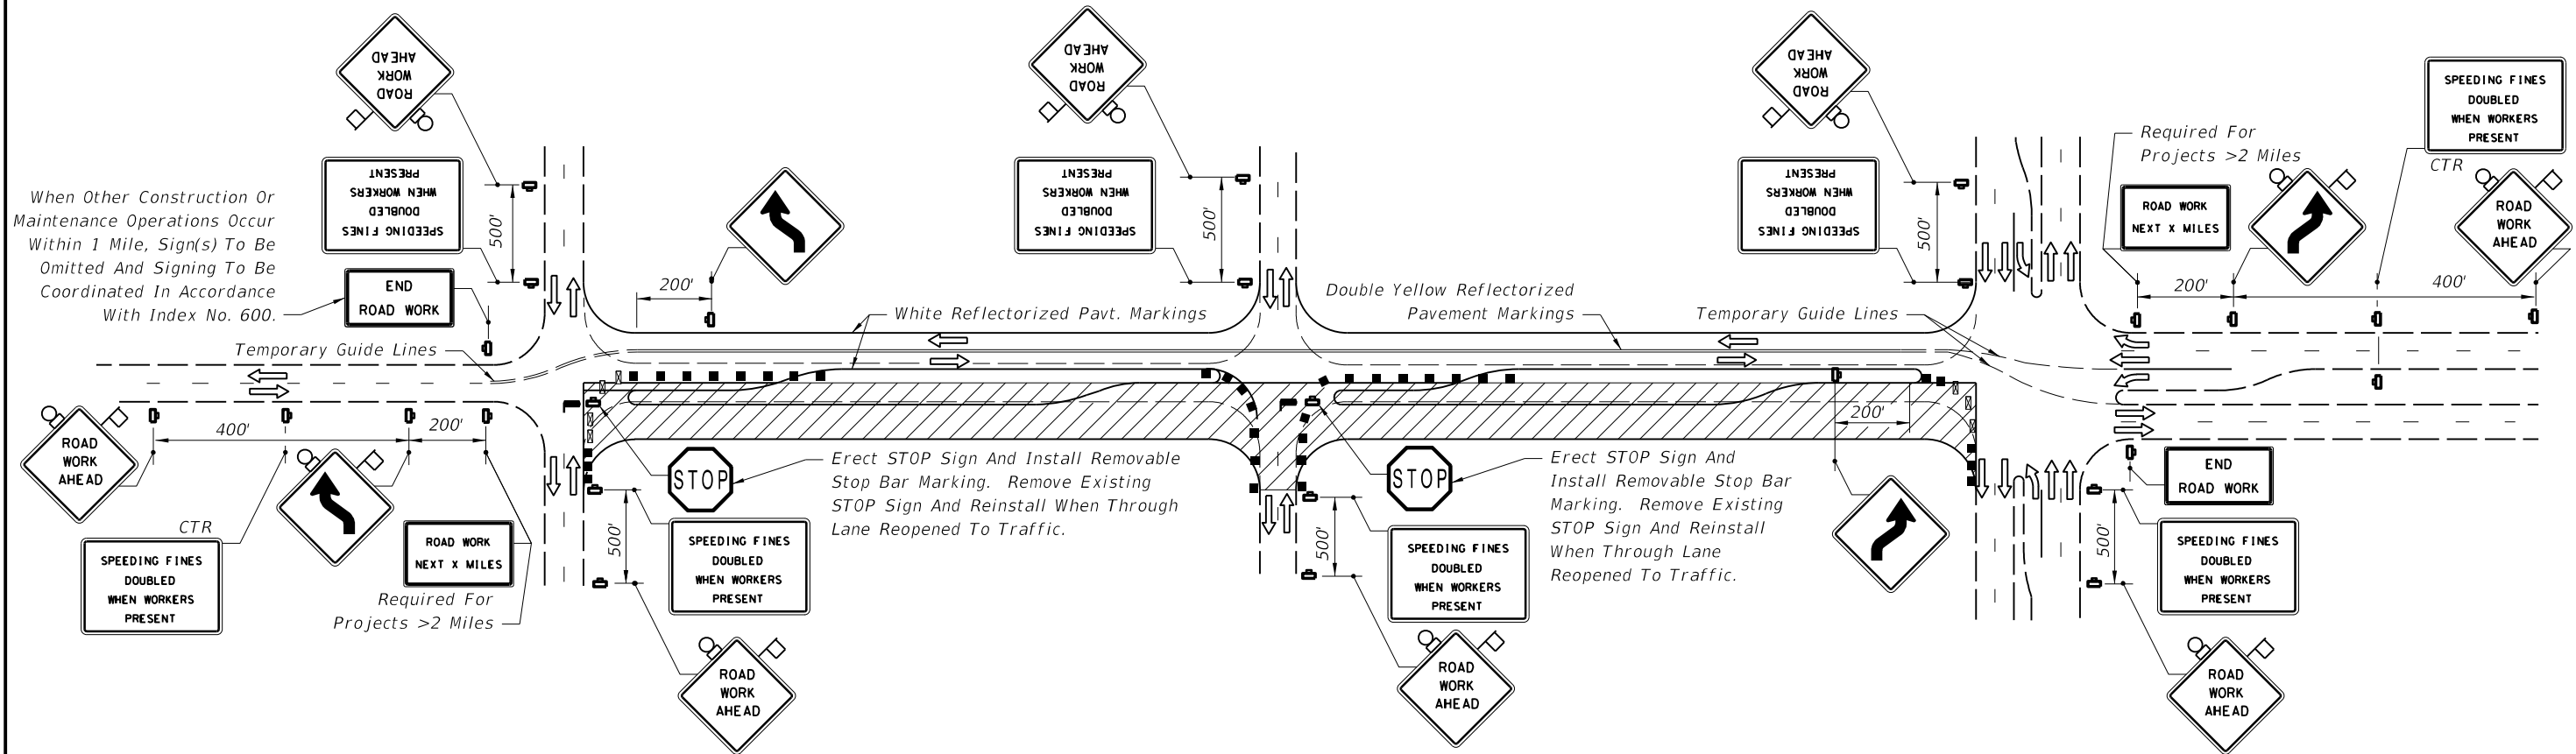 ROAD
WORK
AHEAD
ROAD
WORK
AHEAD
ROAD
WORK
AHEAD
SPEEDING FINES
DOUBLED
WHEN WORKERS
PRESENT
CTR
Required For
Projects >2 Miles
When Other Construction Or
Maintenance Operations Occur
Within 1 Mile, Sign(s) To Be
Omitted And Signing To Be
Coordinated In Accordance
With Index No. 600.
SPEEDING FINES
DOUBLED
WHEN WORKERS
PRESENT
500'
END
ROAD WORK
200'
SPEEDING FINES
DOUBLED
WHEN WORKERS
PRESENT
500'
SPEEDING FINES
DOUBLED
WHEN WORKERS
PRESENT
500'
ROAD WORK
NEXT X MILES
ROAD
WORK
AHEAD
200'
400'
White Reflectorized Pavt. Markings
Double Yellow Reflectorized
Pavement Markings
Temporary Guide Lines
Temporary Guide Lines
ROAD
WORK
AHEAD
400'
200'
CTR
SPEEDING FINES
DOUBLED
WHEN WORKERS
PRESENT
ROAD WORK
NEXT X MILES
Required For
Projects >2 Miles
500'
STOP
Erect STOP Sign And Install Removable
Stop Bar Marking. Remove Existing
STOP Sign And Reinstall When Through
Lane Reopened To Traffic.
SPEEDING FINES
DOUBLED
WHEN WORKERS
PRESENT
ROAD
WORK
AHEAD
500'
STOP
Erect STOP Sign And
Install Removable Stop Bar
Marking. Remove Existing
STOP Sign And Reinstall
When Through Lane
Reopened To Traffic.
SPEEDING FINES
DOUBLED
WHEN WORKERS
PRESENT
ROAD
WORK
AHEAD
200'
500'
END
ROAD WORK
SPEEDING FINES
DOUBLED
WHEN WORKERS
PRESENT
ROAD
WORK
AHEAD